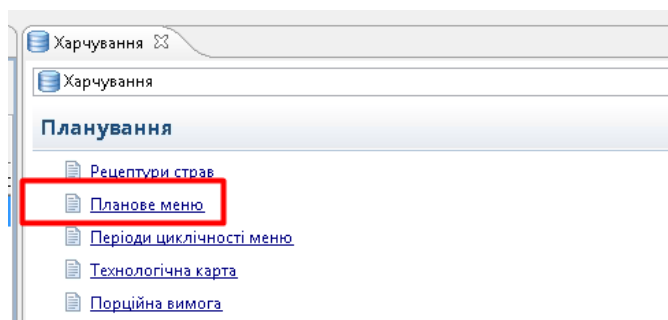 Харчування
Харчування
Планування
Рецептури страв
Планове меню
Періоди циклічності меню
Технологічна карта
Порційна вимога